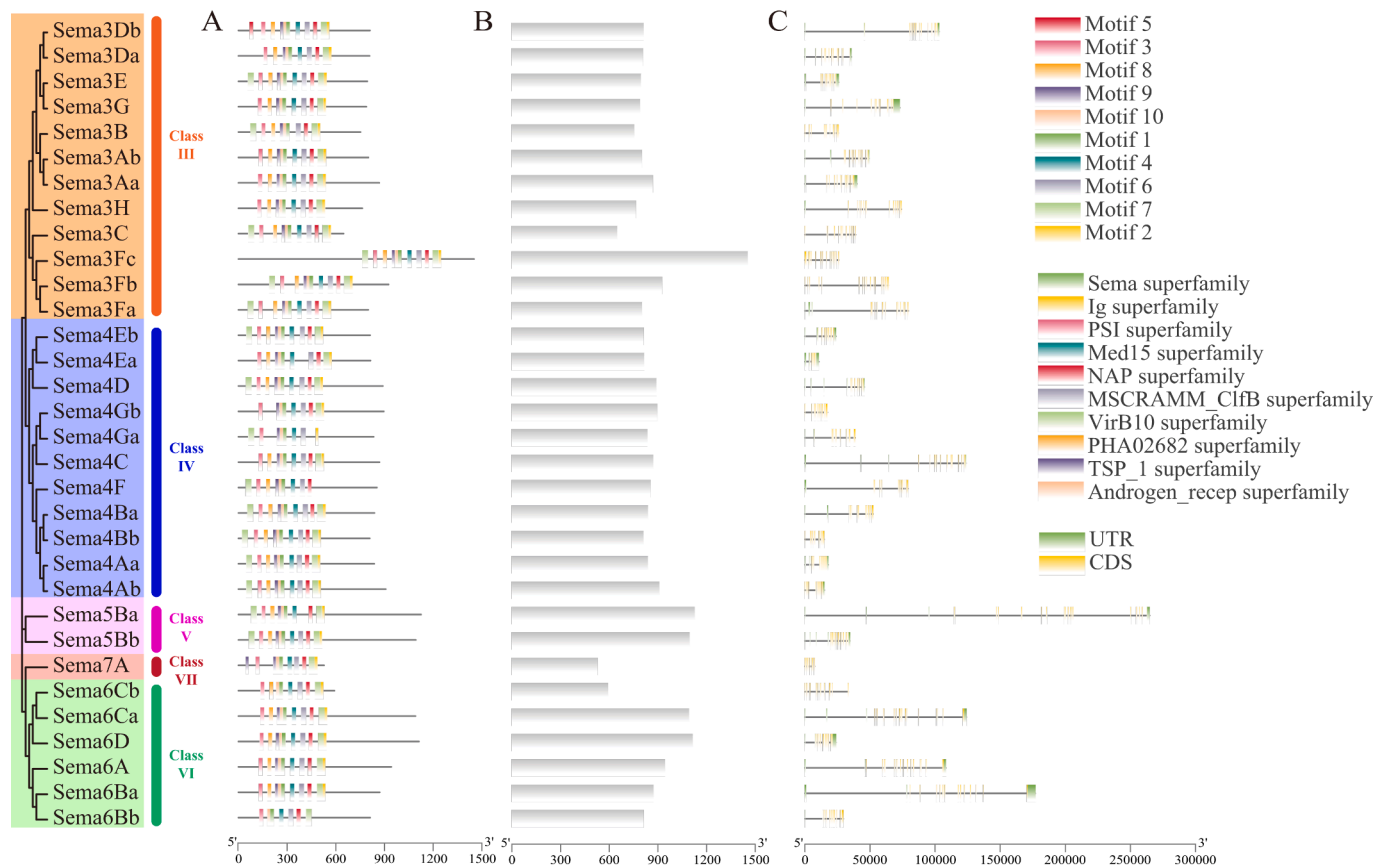 A
B
C
Sema3Db
Sema3Da
Sema3E
Sema3G
Sema3B
Sema3Ab
Sema3Aa
Sema3H
Sema3C
Sema3Fc
Sema3Fb
Sema3Fa
Sema4Eb
Sema4Ea
Sema4D
Sema4Gb
Sema4Ga
Sema4C
Sema4F
Sema4Ba
Sema4Bb
Sema4Aa
Sema4Ab
Sema5Ba
Sema5Bb
Sema7A
Sema6Cb
Sema6Ca
Sema6D
Sema6A
Sema6Ba
Sema6Bb
Class
III
Class
IV
Class
V
Class
VII
Class
VI
5' 3'
0 300 600 900 1200 1500
5' 3'
0 300 600 900 1200 1500
5' 3'
0 50000 100000 150000 200000 250000 300000
Motif 5
Motif 3
Motif 8
Motif 9
Motif 10
Motif 1
Motif 4
Motif 6
Motif 7
Motif 2
Sema superfamily
Ig superfamily
PSI superfamily
Med15 superfamily
NAP superfamily
MSCRAMM_ClfB superfamily
VirB10 superfamily
PHA02682 superfamily
TSP_1 superfamily
Androgen_recep superfamily
UTR
CDS